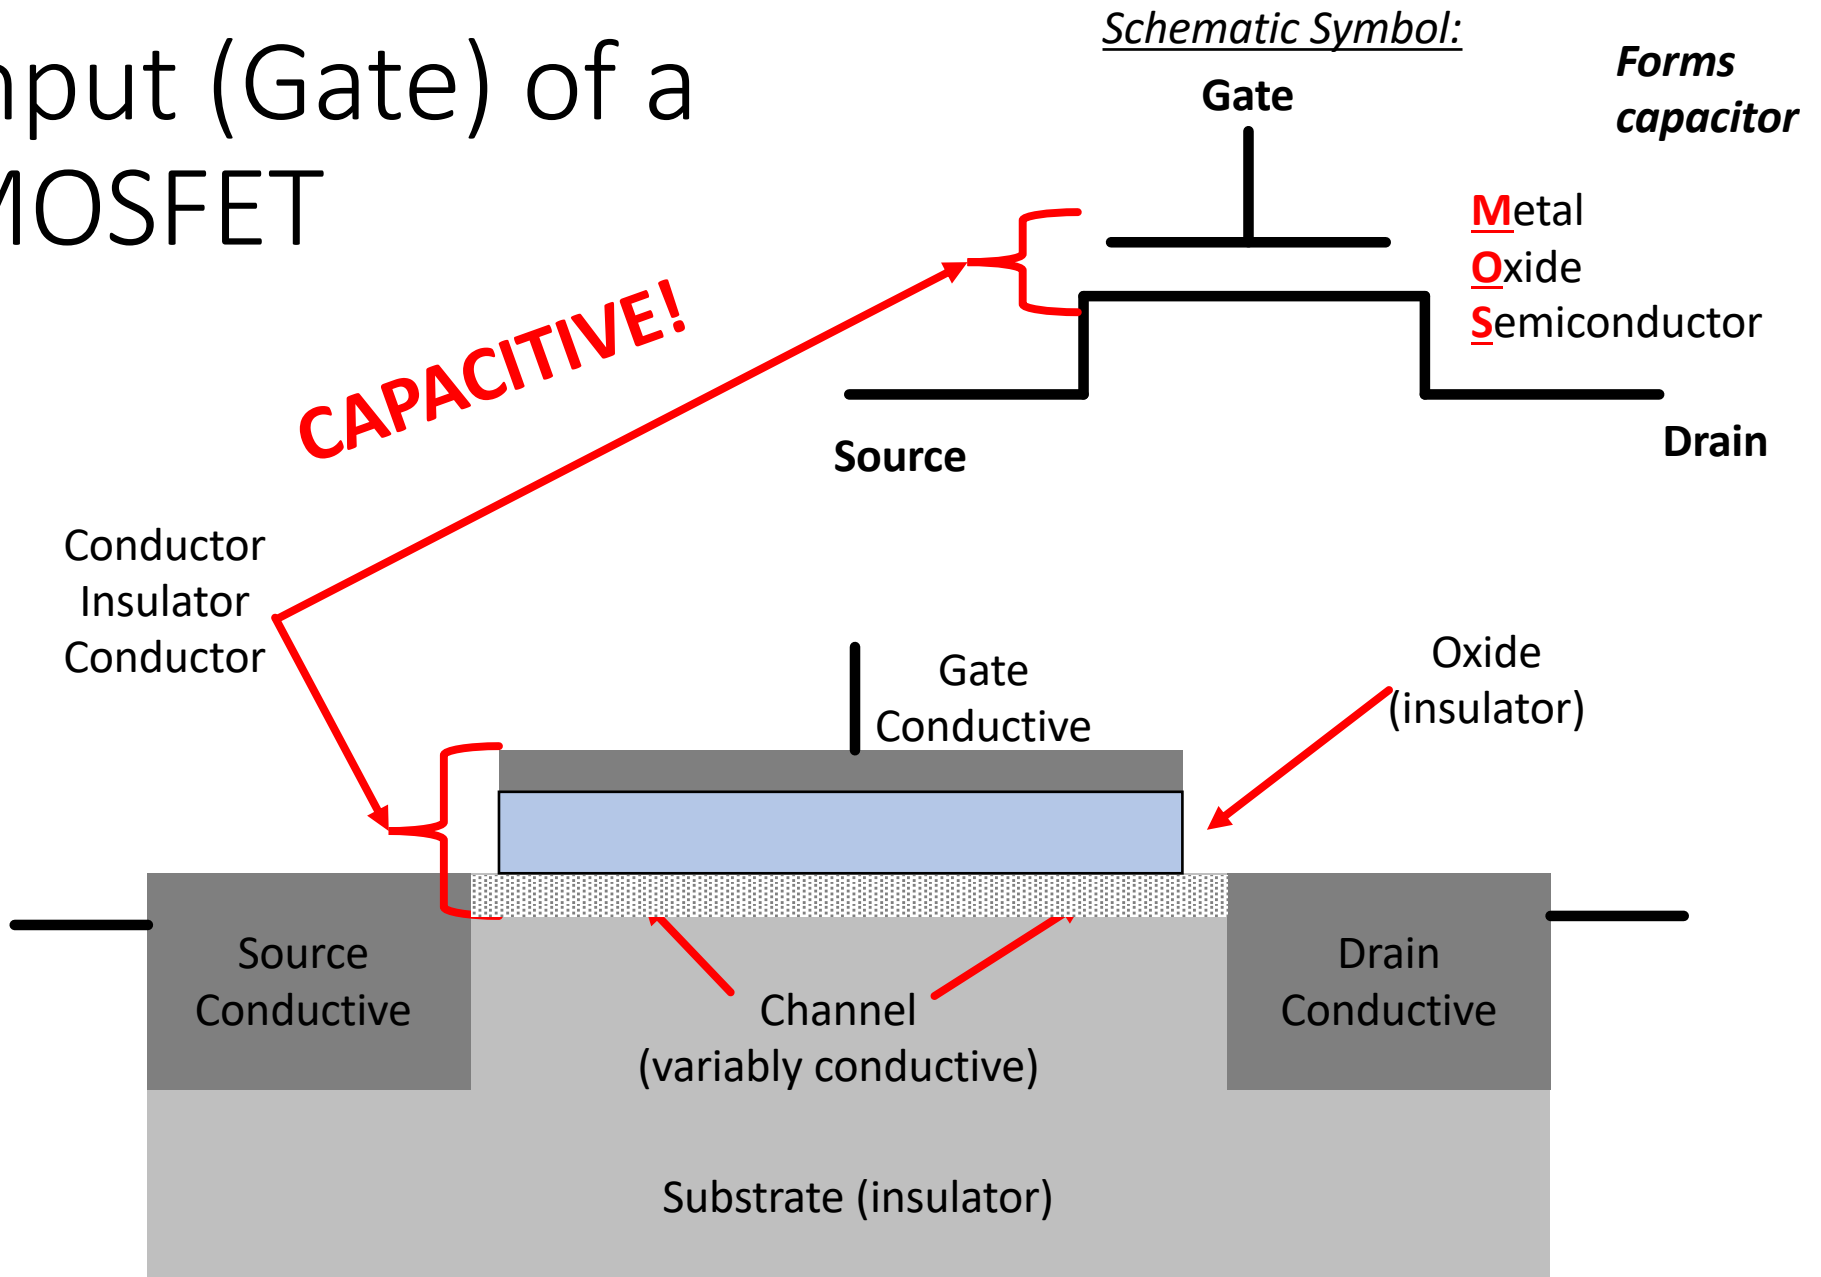 nput (Gate) of a
MOSFET
Schematic Symbol:
Gate
Forms
capacitor
Metal
Oxide
Semiconductor
CAPACITIVE!
Source
Drain
Conductor
Insulator
Conductor
Gate
Conductive
Oxide
(insulator)
Source
Conductive
Channel
(variably conductive)
Drain
Conductive
Substrate (insulator)